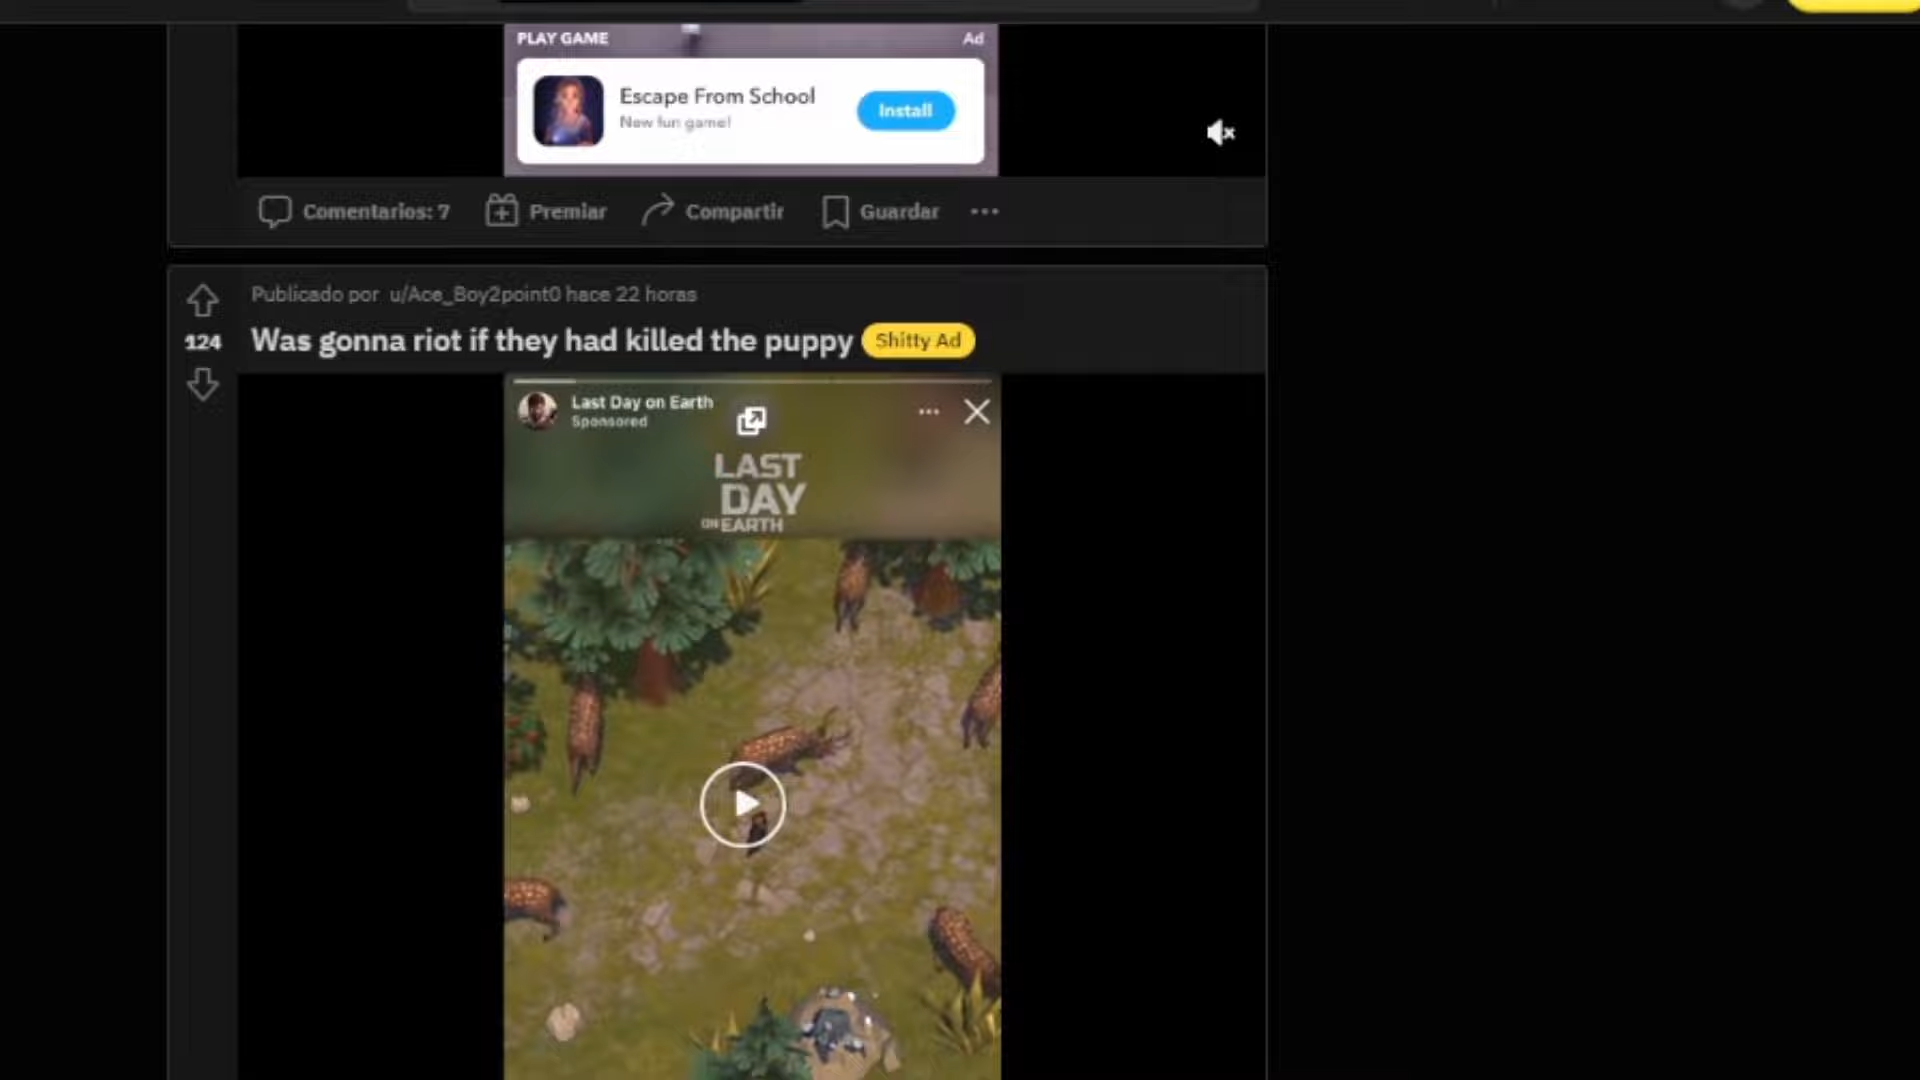 PLAY GAME Ad
Escape From School
New fun game!
Install
Comentarios: 7 Premiar Compartir Guardar
Publicado por u/Ace_Boy2point0 hace 22 horas
124
Was gonna riot if they had killed the puppy Shitty Ad
Last Day on Earth
Sponsored
LAST
DAY
ON EARTH